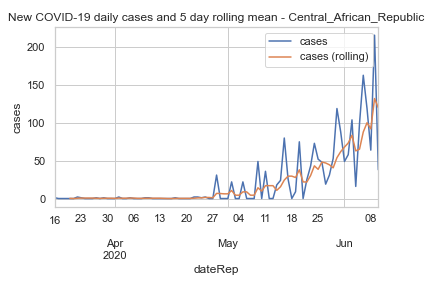 New COVID-19 daily cases and 5 day rolling mean - Central_African_Republic
cases
cases (rolling)
cases
200
150
100
50
0
16 23 30 06 13 20 27 04 11 18 25 08
Apr May Jun
2020
dateRep